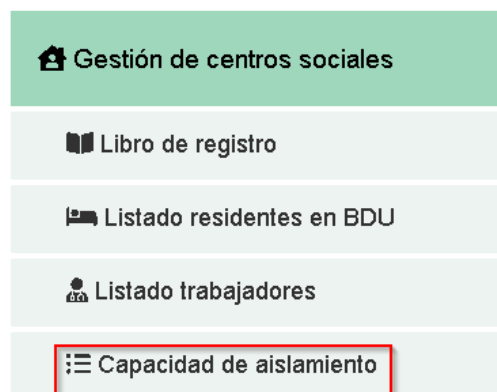 Gestión de centros sociales
Libro de registro
Listado residentes en BDU
Listado trabajadores
Capacidad de aislamiento